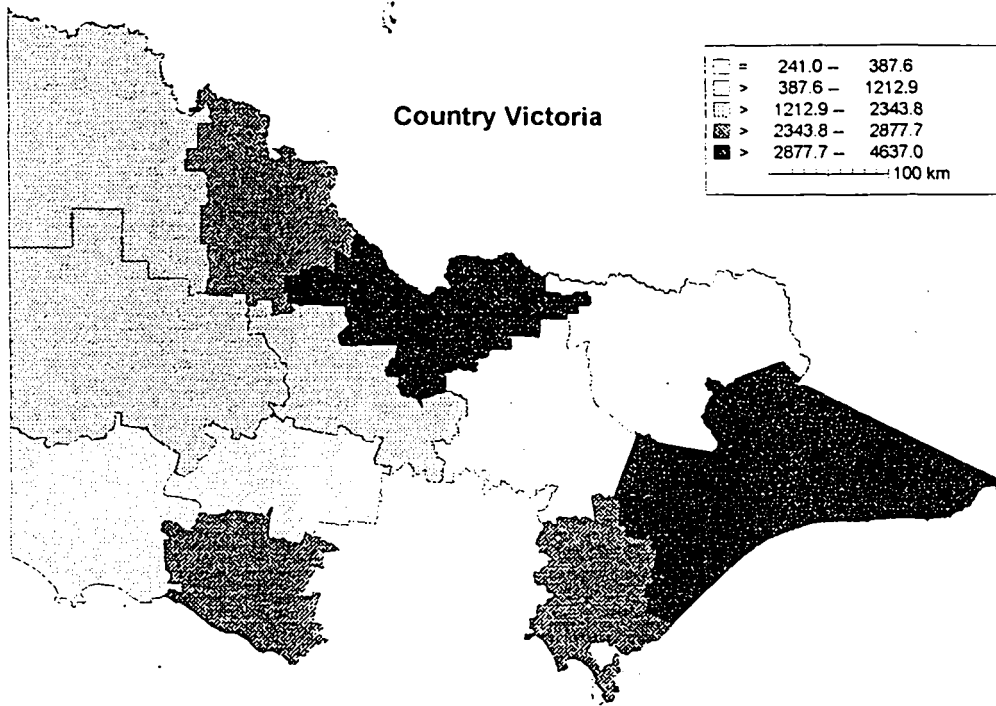 Country Victoria
= 241.0 – 387.6
> 387.6 – 1212.9
> 1212.9 – 2343.8
> 2343.8 – 2877.7
> 2877.7 – 4637.0
100 km